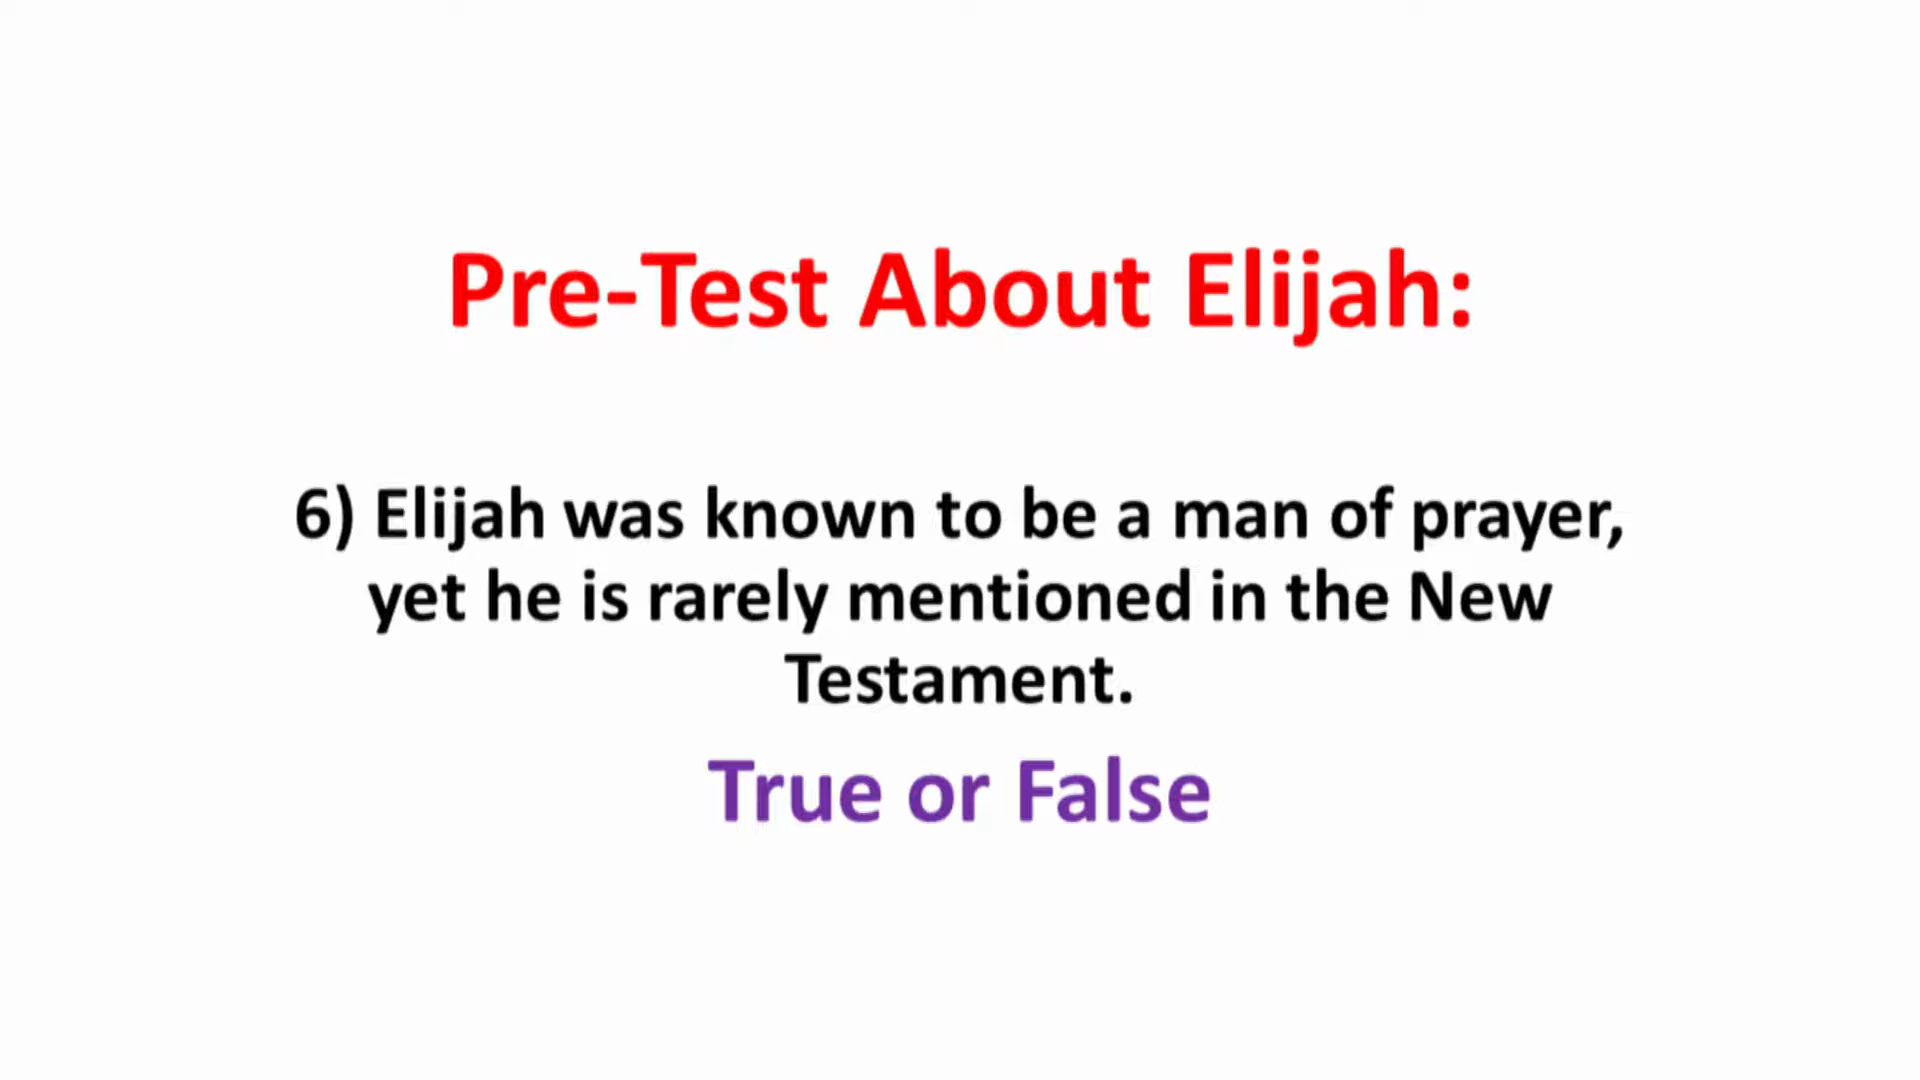 Pre-Test About Elijah:
6) Elijah was known to be a man of prayer,
yet he is rarely mentioned in the New
Testament.
True or False